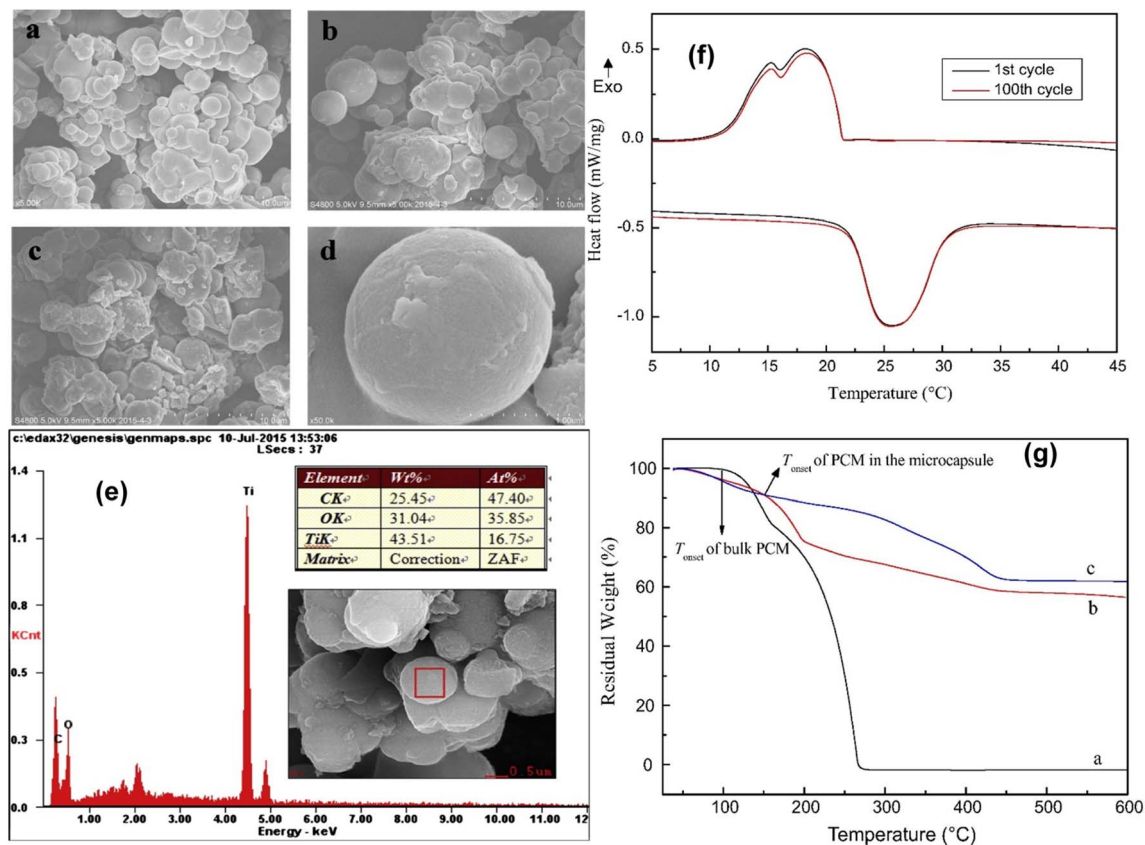 a
x5.00K
10.0um
b
S4800 5.0kV 9.5mm x5.00k 2015-4-3
10.0um
c
S4800 5.0kV 9.5mm x5.00k 2015-4-3
10.0um
d
x50.0k
1.00um
c:\edax32\genesis\genmaps.spc 10-Jul-2015 13:53:06
LSecs : 37
(e)
1.4
1.1
0.8
KCnt
0.5
0.3
0.0
C
O
Ti
Element Wt% At%
CK 25.45 47.40
OK 31.04 35.85
TiK 43.51 16.75
Matrix Correction ZAF
0.5um
1.00 2.00 3.00 4.00 5.00 6.00 7.00 8.00 9.00 10.00 11.00 12
Energy - keV
(f)
1st cycle
100th cycle
Exo
Heat flow (mW/mg)
0.5
0.0
-0.5
-1.0
5 10 15 20 25 30 35 40 45
Temperature (°C)
(g)
Tonset of PCM in the microcapsule
Tonset of bulk PCM
Residual Weight (%)
100
80
60
40
20
0
c
b
a
100 200 300 400 500 600
Temperature (°C)